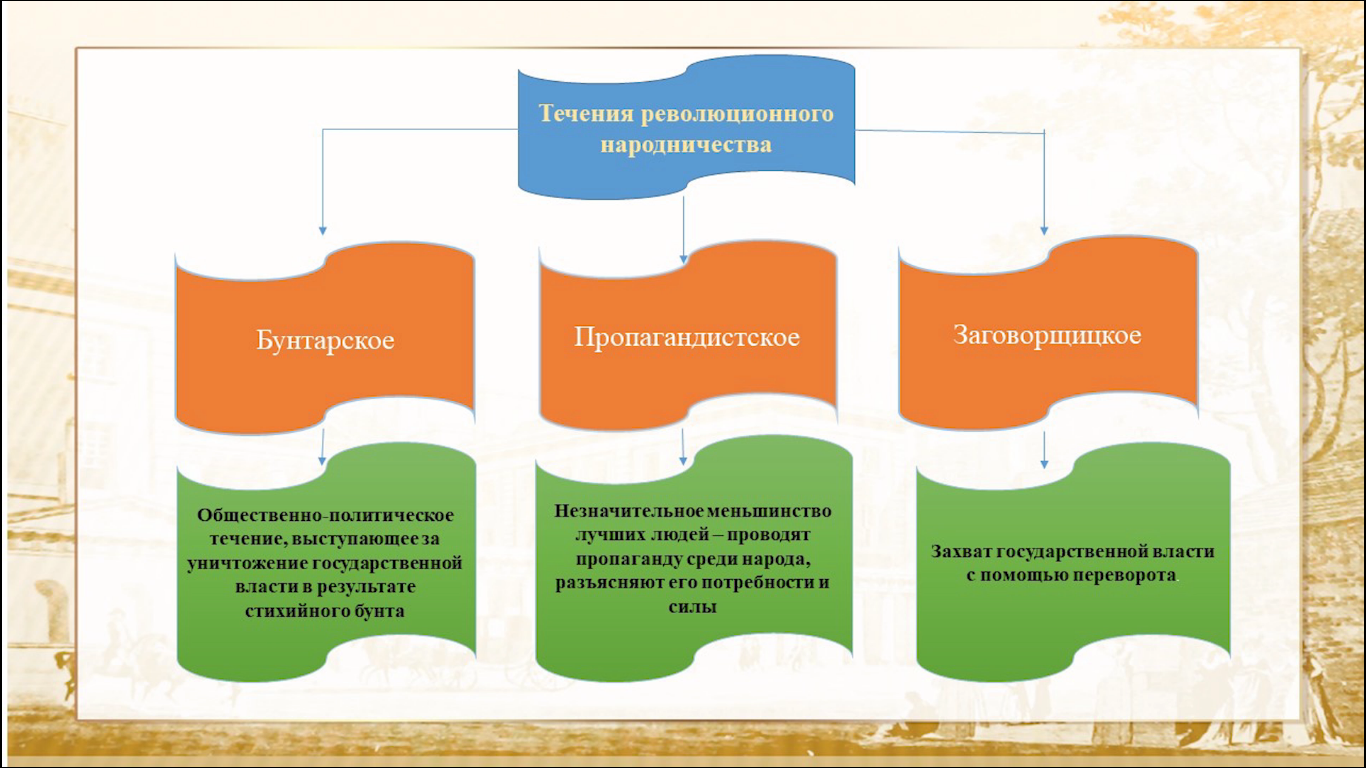 Течения революционного
народничества
Бунтарское
Пропагандистское
Заговорщицкое
Общественно-политическое
течение, выступающее за
уничтожение государственной
власти в результате
стихийного бунта
Незначительное меньшинство
лучших людей – проводят
пропаганду среди народа,
разъясняют его потребности и
силы
Захват государственной власти
с помощью переворота.